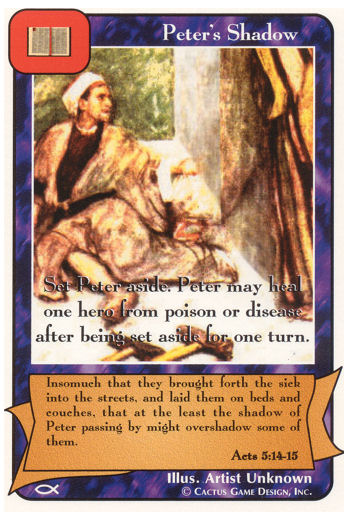 Peter's Shadow
Set Peter aside. Peter may heal
one hero from poison or disease
after being set aside for one turn.
Insomuch that they brought forth the sick
into the streets, and laid them on beds and
couches, that at the least the shadow of
Peter passing by might overshadow some of
them.
Acts 5:14-15
Illus. Artist Unknown
© Cactus Game Design, Inc.